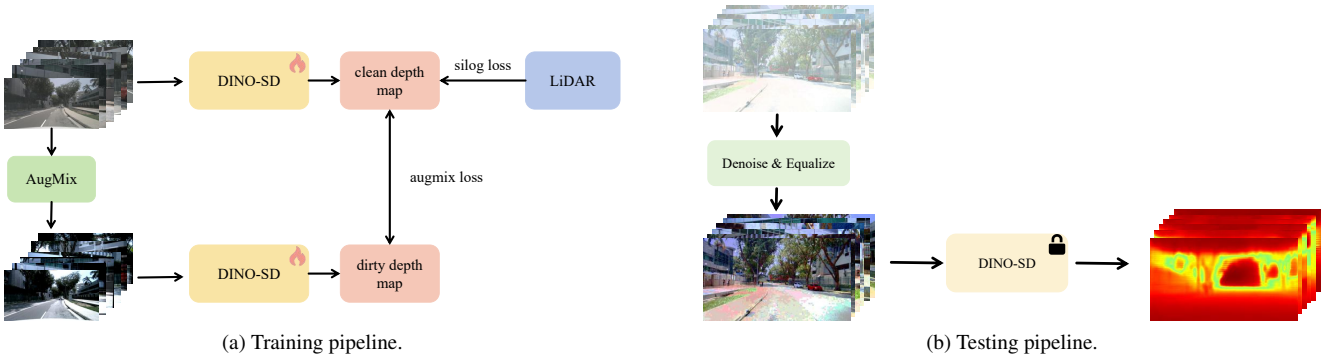 DINO-SD
clean depth
map
silog loss
LiDAR
AugMix
augmix loss
DINO-SD
dirty depth
map
(a) Training pipeline.
Denoise & Equalize
DINO-SD
(b) Testing pipeline.